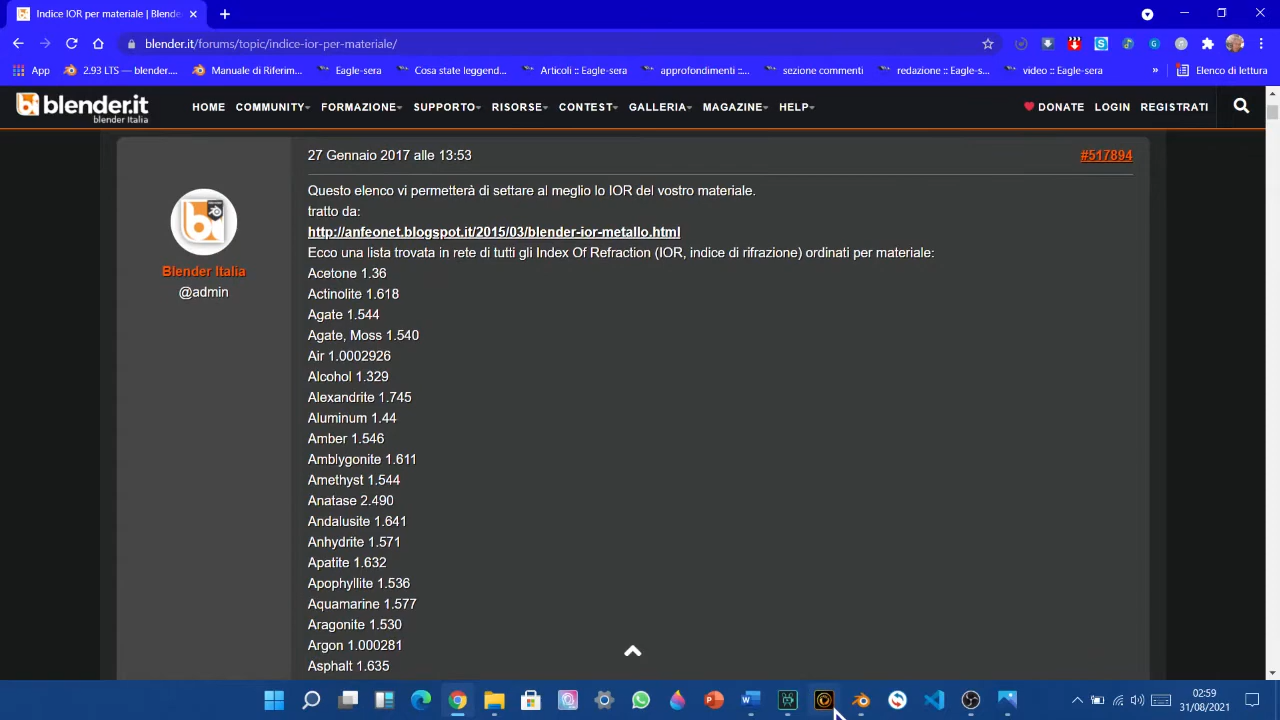 Indice IOR per materiale | Blende
blender.it/forums/topic/indice-ior-per-materiale/
App
2.93 LTS — blender....
Manuale di Riferim...
Eagle-sera
Cosa state leggend...
Articoli :: Eagle-sera
approfondimenti ::...
sezione commenti
redazione :: Eagle-s...
video :: Eagle-sera
»
Elenco di lettura
blender.it
blender Italia
HOME COMMUNITY FORMAZIONE SUPPORTO RISORSE CONTEST GALLERIA MAGAZINE HELP DONATE LOGIN REGISTRATI
27 Gennaio 2017 alle 13:53 #517894
Blender Italia
@admin
Questo elenco vi permetterà di settare al meglio lo IOR del vostro materiale.
tratto da:
http://anfeonet.blogspot.it/2015/03/blender-ior-metallo.html
Ecco una lista trovata in rete di tutti gli Index Of Refraction (IOR, indice di rifrazione) ordinati per materiale:
Acetone 1.36
Actinolite 1.618
Agate 1.544
Agate, Moss 1.540
Air 1.0002926
Alcohol 1.329
Alexandrite 1.745
Aluminum 1.44
Amber 1.546
Amblygonite 1.611
Amethyst 1.544
Anatase 2.490
Andalusite 1.641
Anhydrite 1.571
Apatite 1.632
Apophyllite 1.536
Aquamarine 1.577
Aragonite 1.530
Argon 1.000281
Asphalt 1.635
02:59
31/08/2021